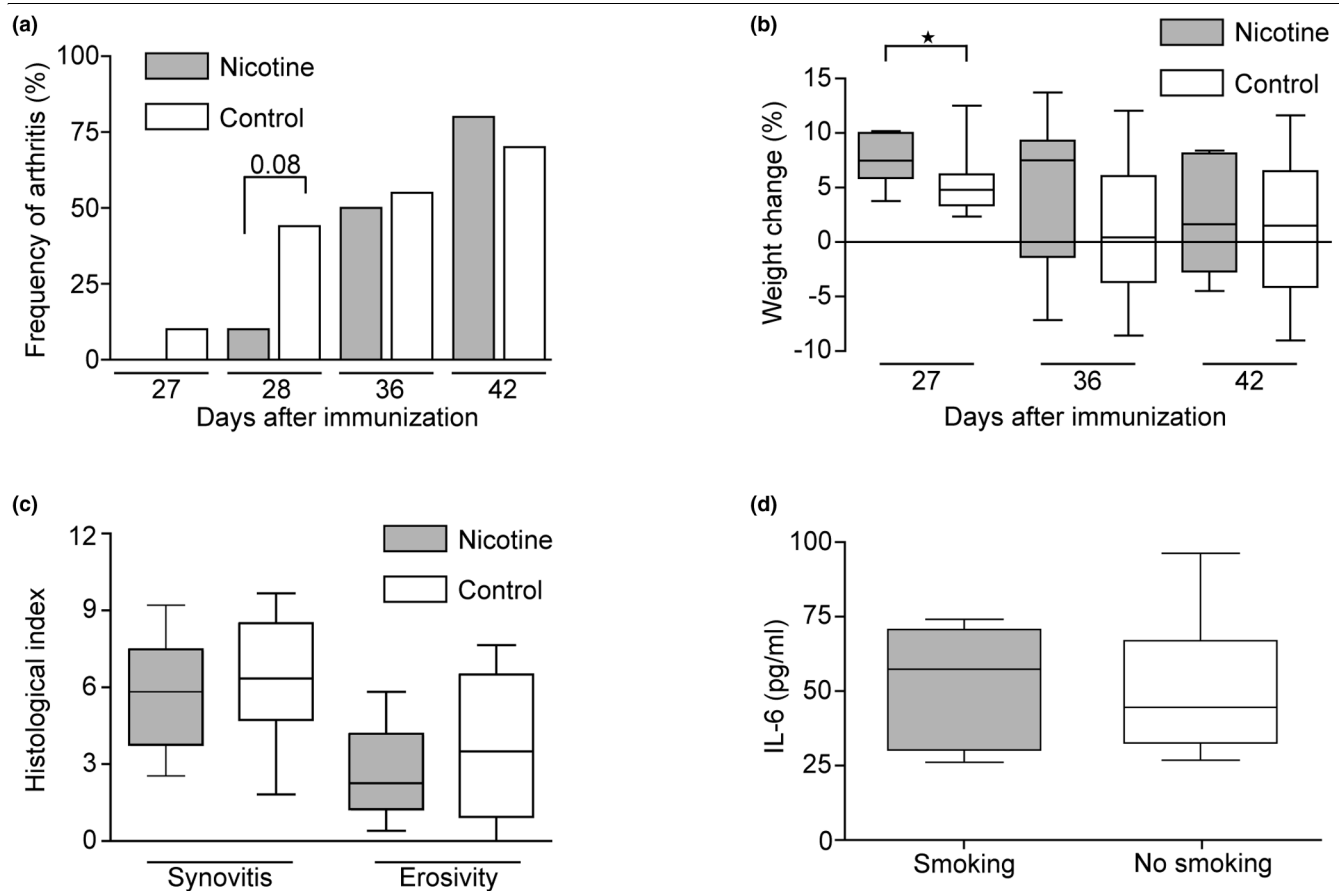 (a)
Nicotine
Control
Frequency of arthritis (%)
100
75
50
25
0
0.08
27 28 36 42
Days after immunization
(b)
★
Nicotine
Control
Weight change (%)
15
10
5
0
-5
-10
27 36 42
Days after immunization
(c)
Nicotine
Control
Histological index
12
9
6
3
0
Synovitis Erosivity
(d)
IL-6 (pg/ml)
100
75
50
25
0
Smoking No smoking